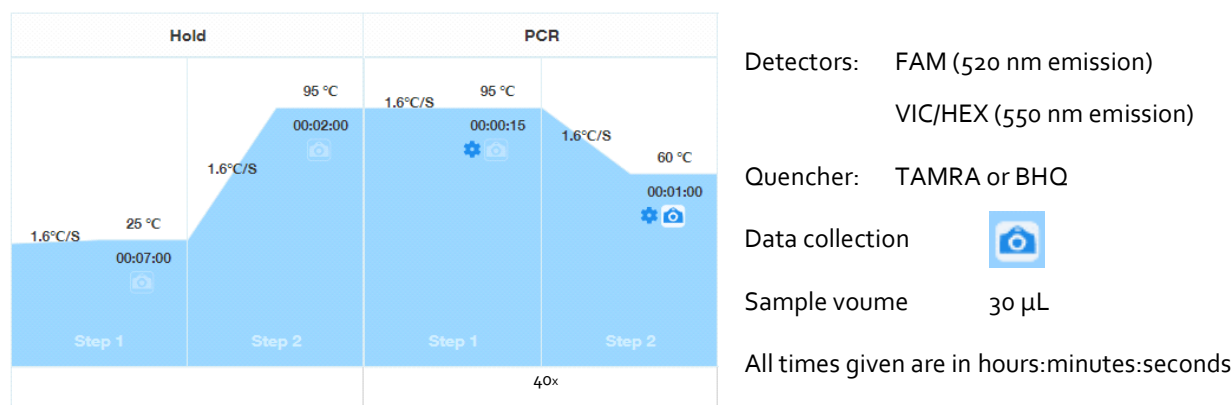 Hold
PCR
1.6°C/S
25 °C
00:07:00
Step 1
1.6°C/S
95 °C
00:02:00
Step 2
1.6°C/S
95 °C
00:00:15
Step 1
1.6°C/S
60 °C
00:01:00
Step 2
40x
Detectors: FAM (520 nm emission)
VIC/HEX (550 nm emission)
Quencher: TAMRA or BHQ
Data collection
Sample voume 30 µL
All times given are in hours:minutes:seconds